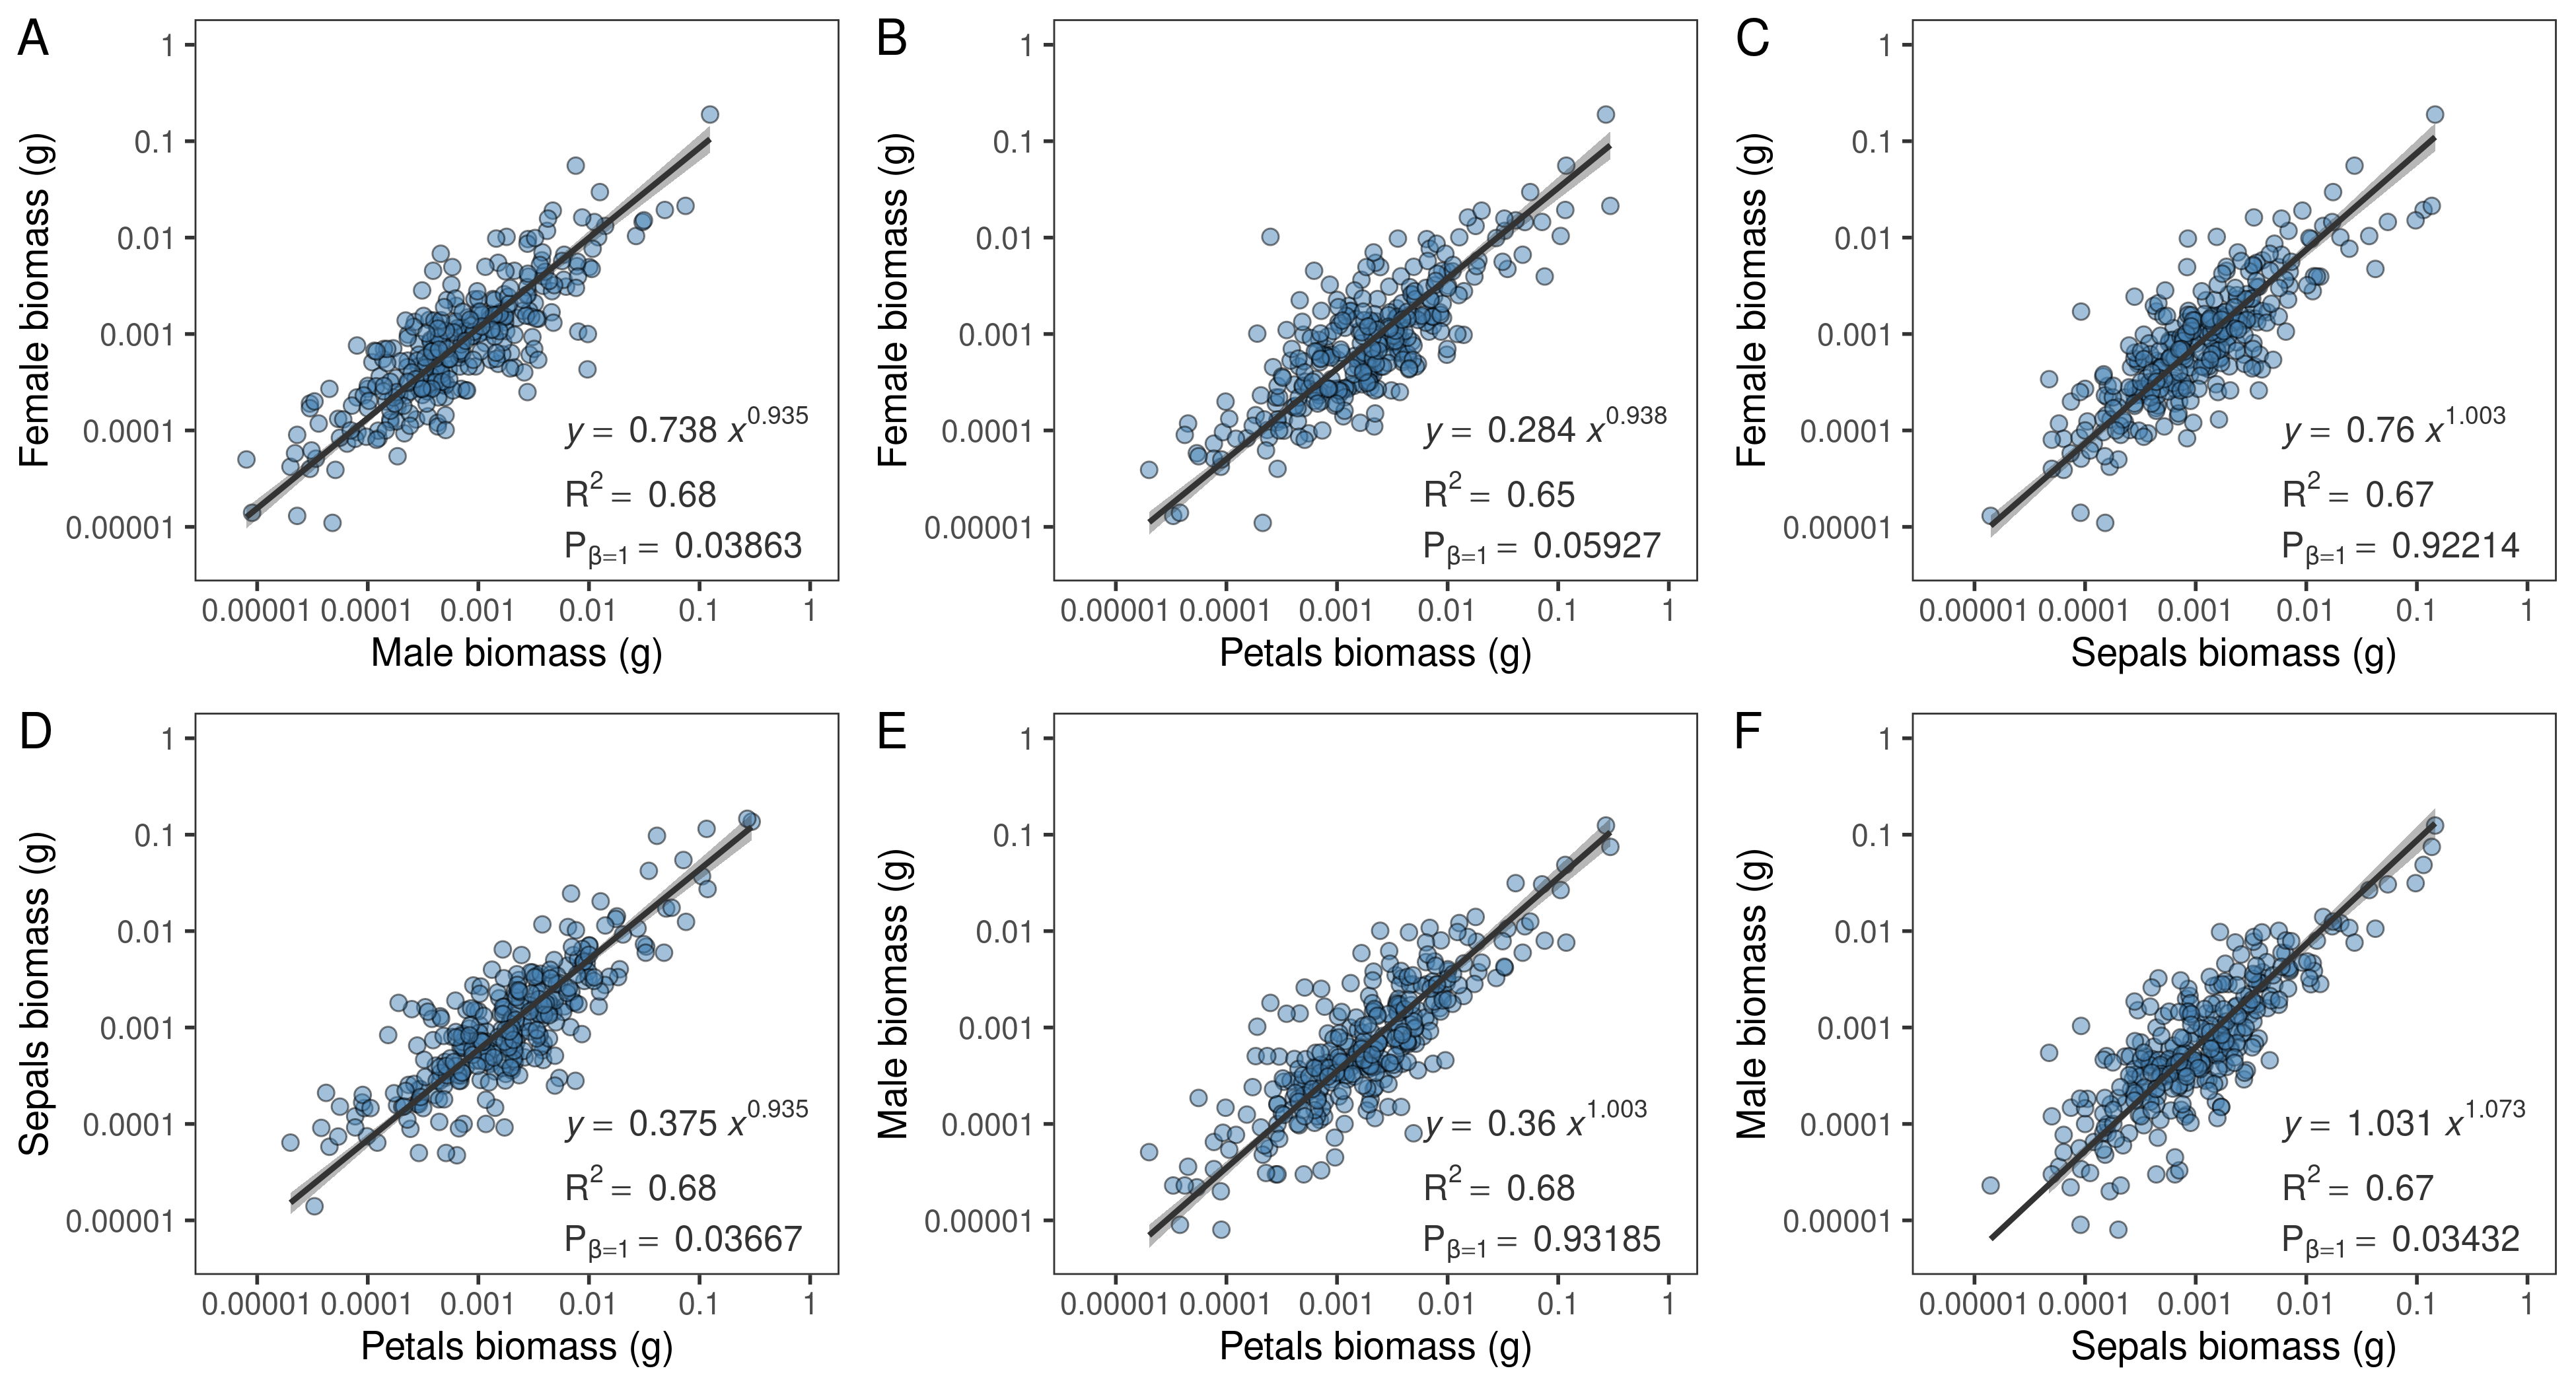 A
Female biomass (g)
1
0.1
0.01
0.001
0.0001
0.00001
y = 0.738 x^0.935
R² = 0.68
Pβ=1 = 0.03863
0.00001 0.0001 0.001 0.01 0.1 1
Male biomass (g)
B
Female biomass (g)
1
0.1
0.01
0.001
0.0001
0.00001
y = 0.284 x^0.938
R² = 0.65
Pβ=1 = 0.05927
0.00001 0.0001 0.001 0.01 0.1 1
Petals biomass (g)
C
Female biomass (g)
1
0.1
0.01
0.001
0.0001
0.00001
y = 0.76 x^1.003
R² = 0.67
Pβ=1 = 0.92214
0.00001 0.0001 0.001 0.01 0.1 1
Sepals biomass (g)
D
Sepals biomass (g)
1
0.1
0.01
0.001
0.0001
0.00001
y = 0.375 x^0.935
R² = 0.68
Pβ=1 = 0.03667
0.00001 0.0001 0.001 0.01 0.1 1
Petals biomass (g)
E
Male biomass (g)
1
0.1
0.01
0.001
0.0001
0.00001
y = 0.36 x^1.003
R² = 0.68
Pβ=1 = 0.93185
0.00001 0.0001 0.001 0.01 0.1 1
Petals biomass (g)
F
Male biomass (g)
1
0.1
0.01
0.001
0.0001
0.00001
y = 1.031 x^1.073
R² = 0.67
Pβ=1 = 0.03432
0.00001 0.0001 0.001 0.01 0.1 1
Sepals biomass (g)